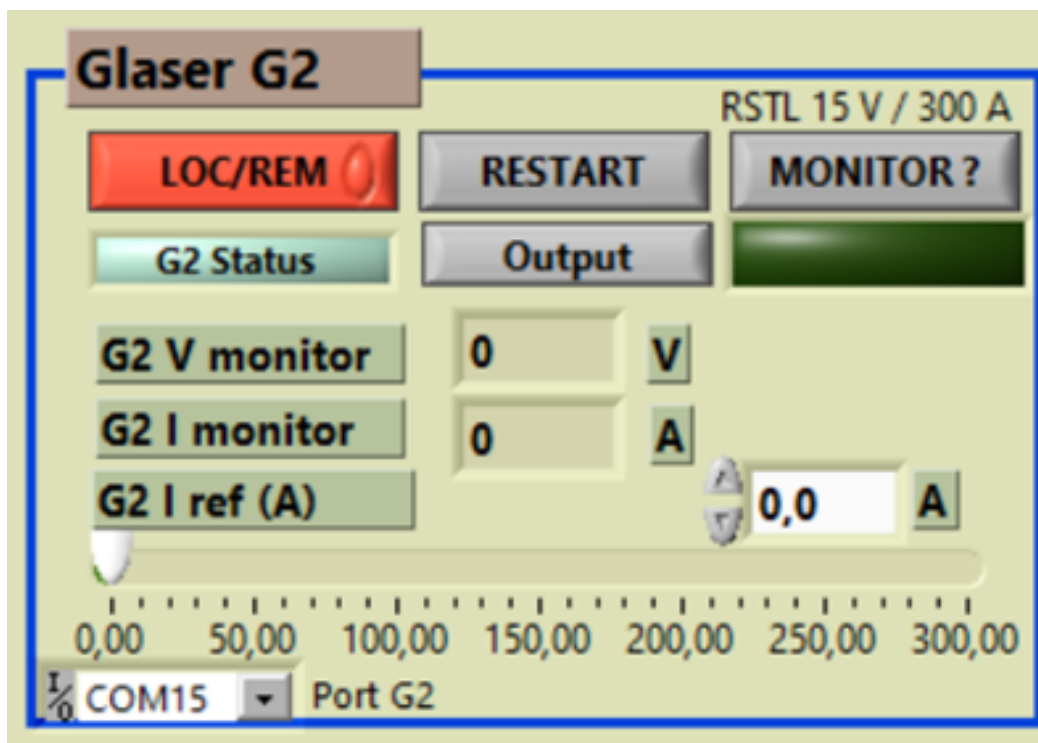 Glaser G2
RSTL 15 V / 300 A
LOC/REM RESTART MONITOR ?
G2 Status Output
G2 V monitor 0 V
G2 I monitor 0 A
G2 I ref (A) 0,0 A
0,00 50,00 100,00 150,00 200,00 250,00 300,00
I/O COM15 Port G2